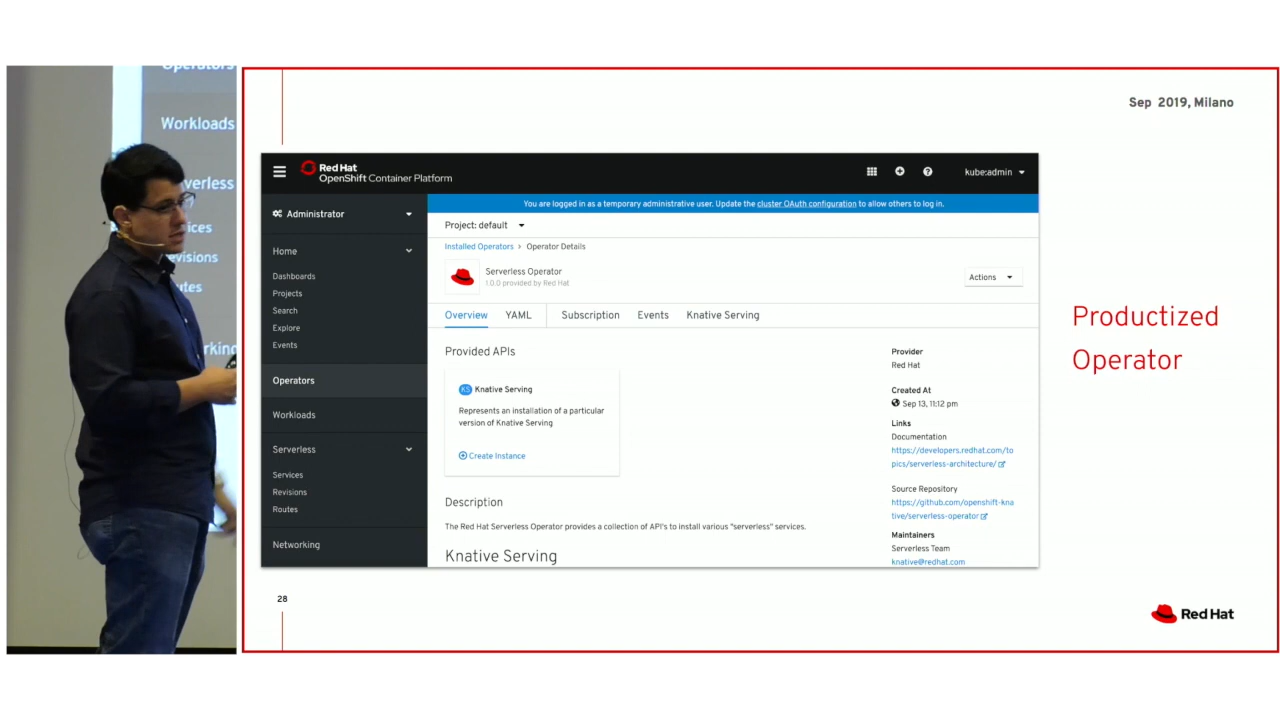 Operators
Workloads
verless
ices
evisions
utes
rking
Sep 2019, Milano
Red Hat
OpenShift Container Platform
kube:admin
Administrator
You are logged in as a temporary administrative user. Update the cluster OAuth configuration to allow others to log in.
Project: default
Home
Installed Operators > Operator Details
Dashboards
Projects
Search
Explore
Events
Serverless Operator
1.0.0 provided by Red Hat
Actions
Overview YAML Subscription Events Knative Serving
Provided APIs
KS Knative Serving
Represents an installation of a particular
version of Knative Serving
Create Instance
Operators
Workloads
Serverless
Services
Revisions
Routes
Networking
Description
The Red Hat Serverless Operator provides a collection of API's to install various "serverless" services.
Knative Serving
Provider
Red Hat
Created At
Sep 13, 11:12 pm
Links
Documentation
https://developers.redhat.com/to
pics/serverless-architecture/
Source Repository
https://github.com/openshift-kna
tive/serverless-operator
Maintainers
Serverless Team
knative@redhat.com
Productized
Operator
28
Red Hat